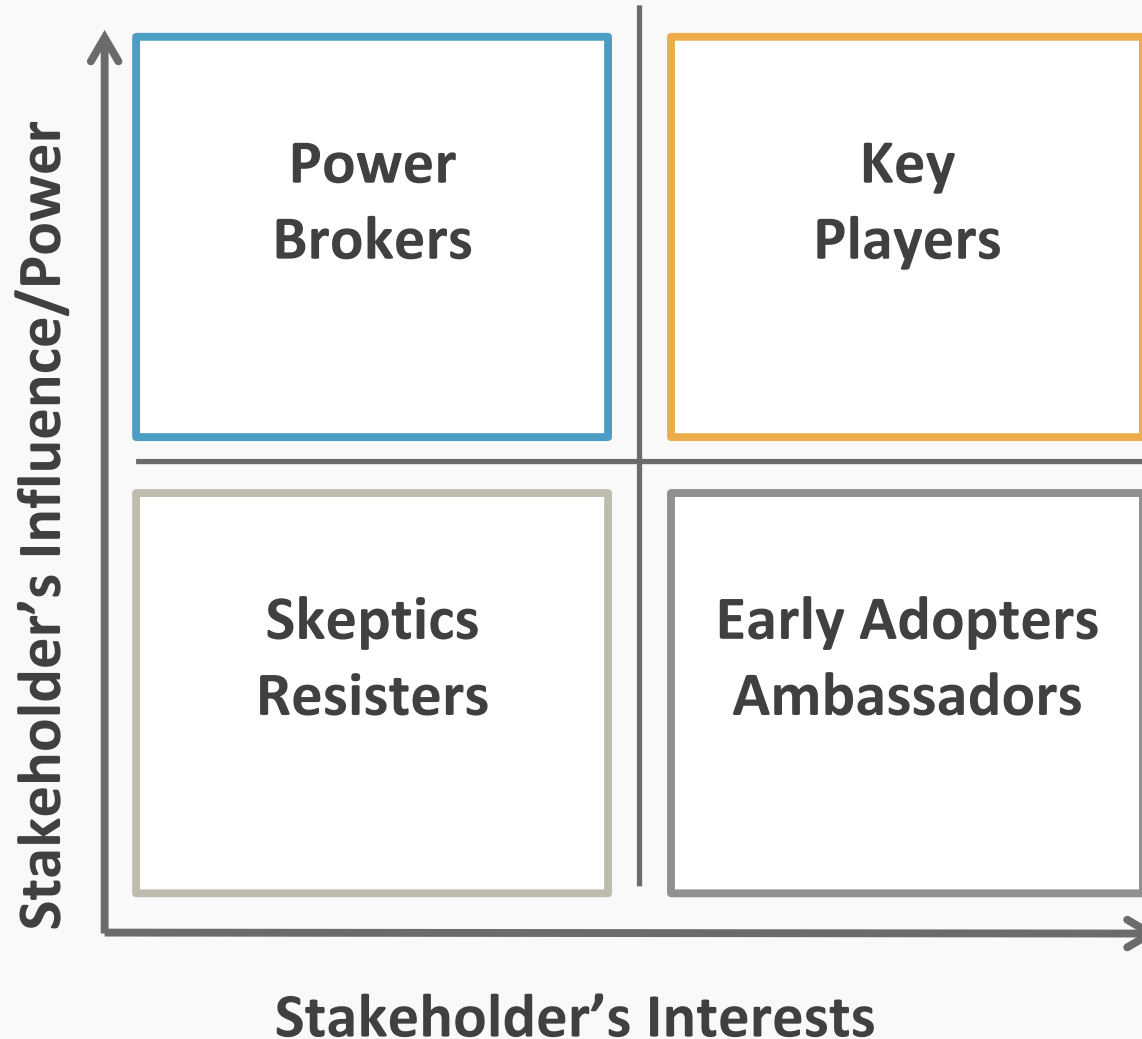 Stakeholder’s Influence/Power
Power
Brokers
Key
Players
Skeptics
Resisters
Early Adopters
Ambassadors
Stakeholder’s Interests